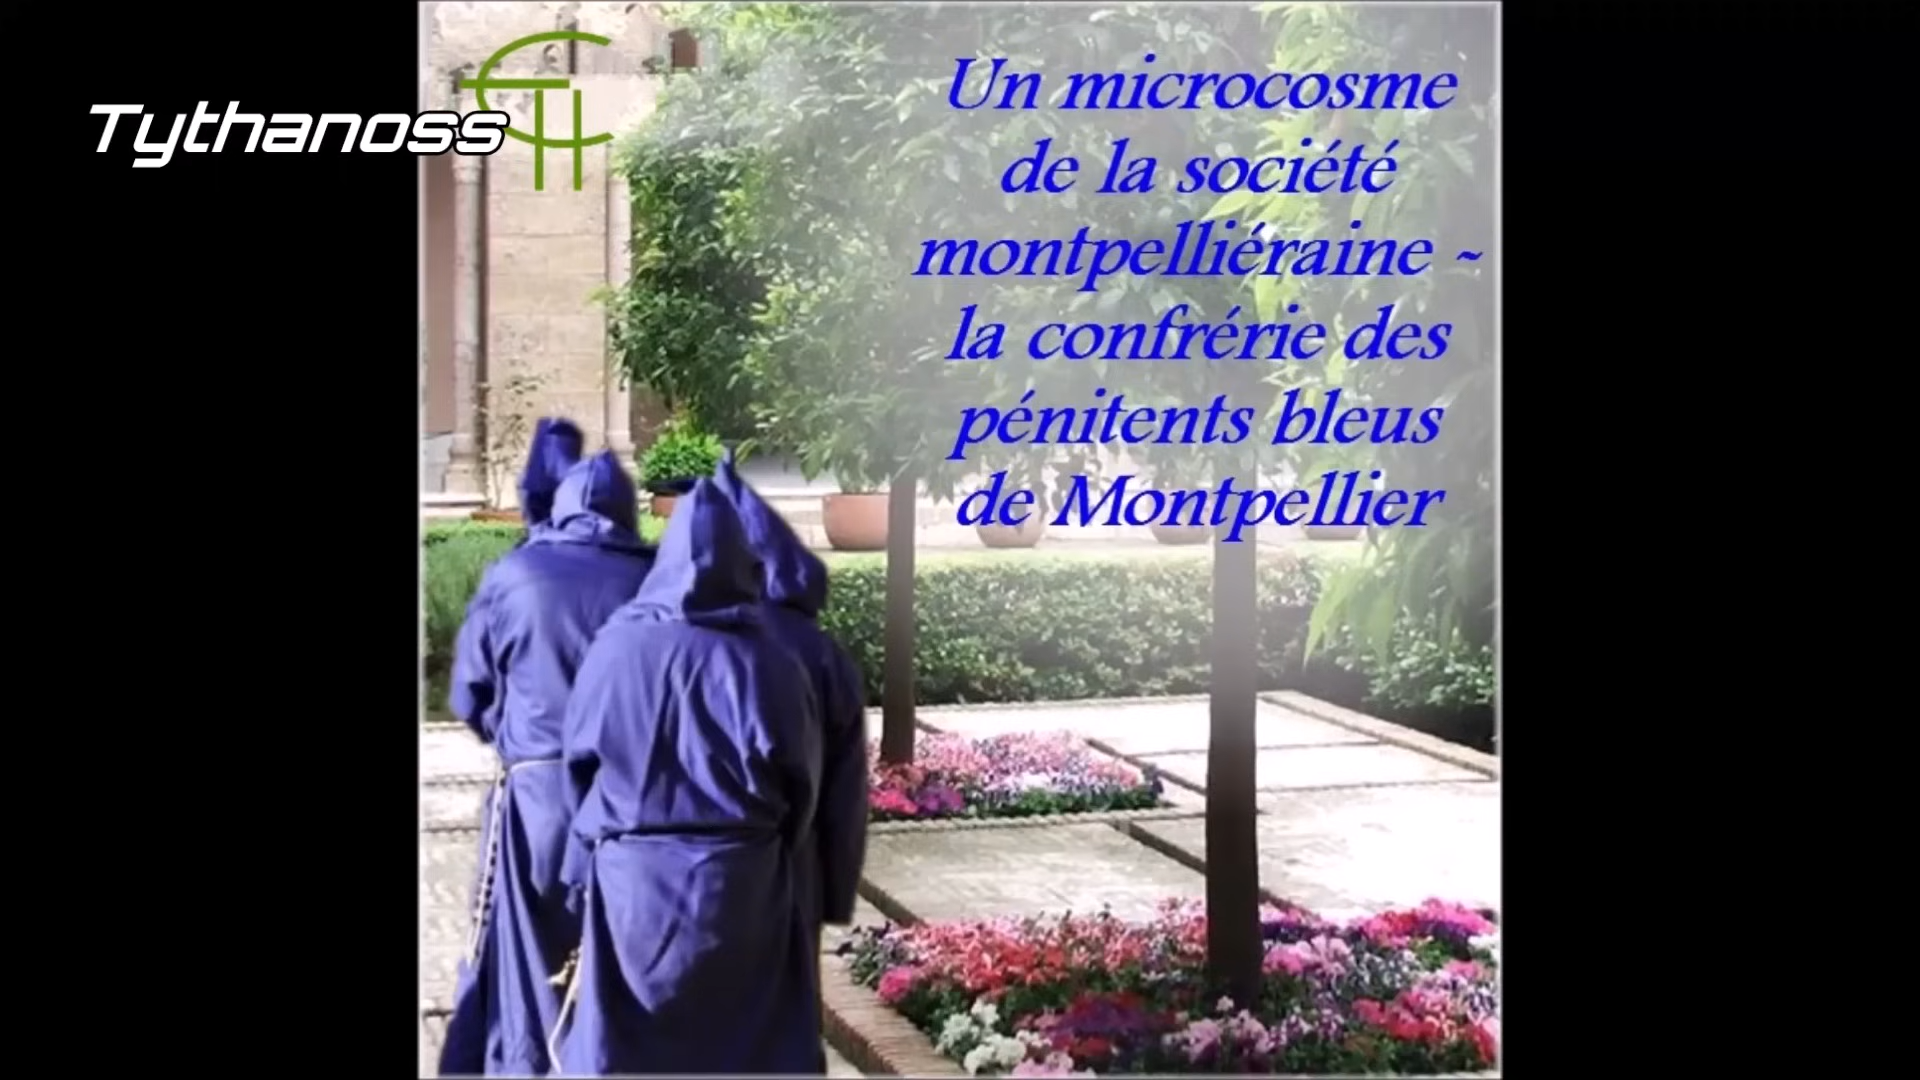 Tythanoss
Un microcosme
de la société
montpelliéraine ~
la confrérie des
pénitents bleus
de Montpellier